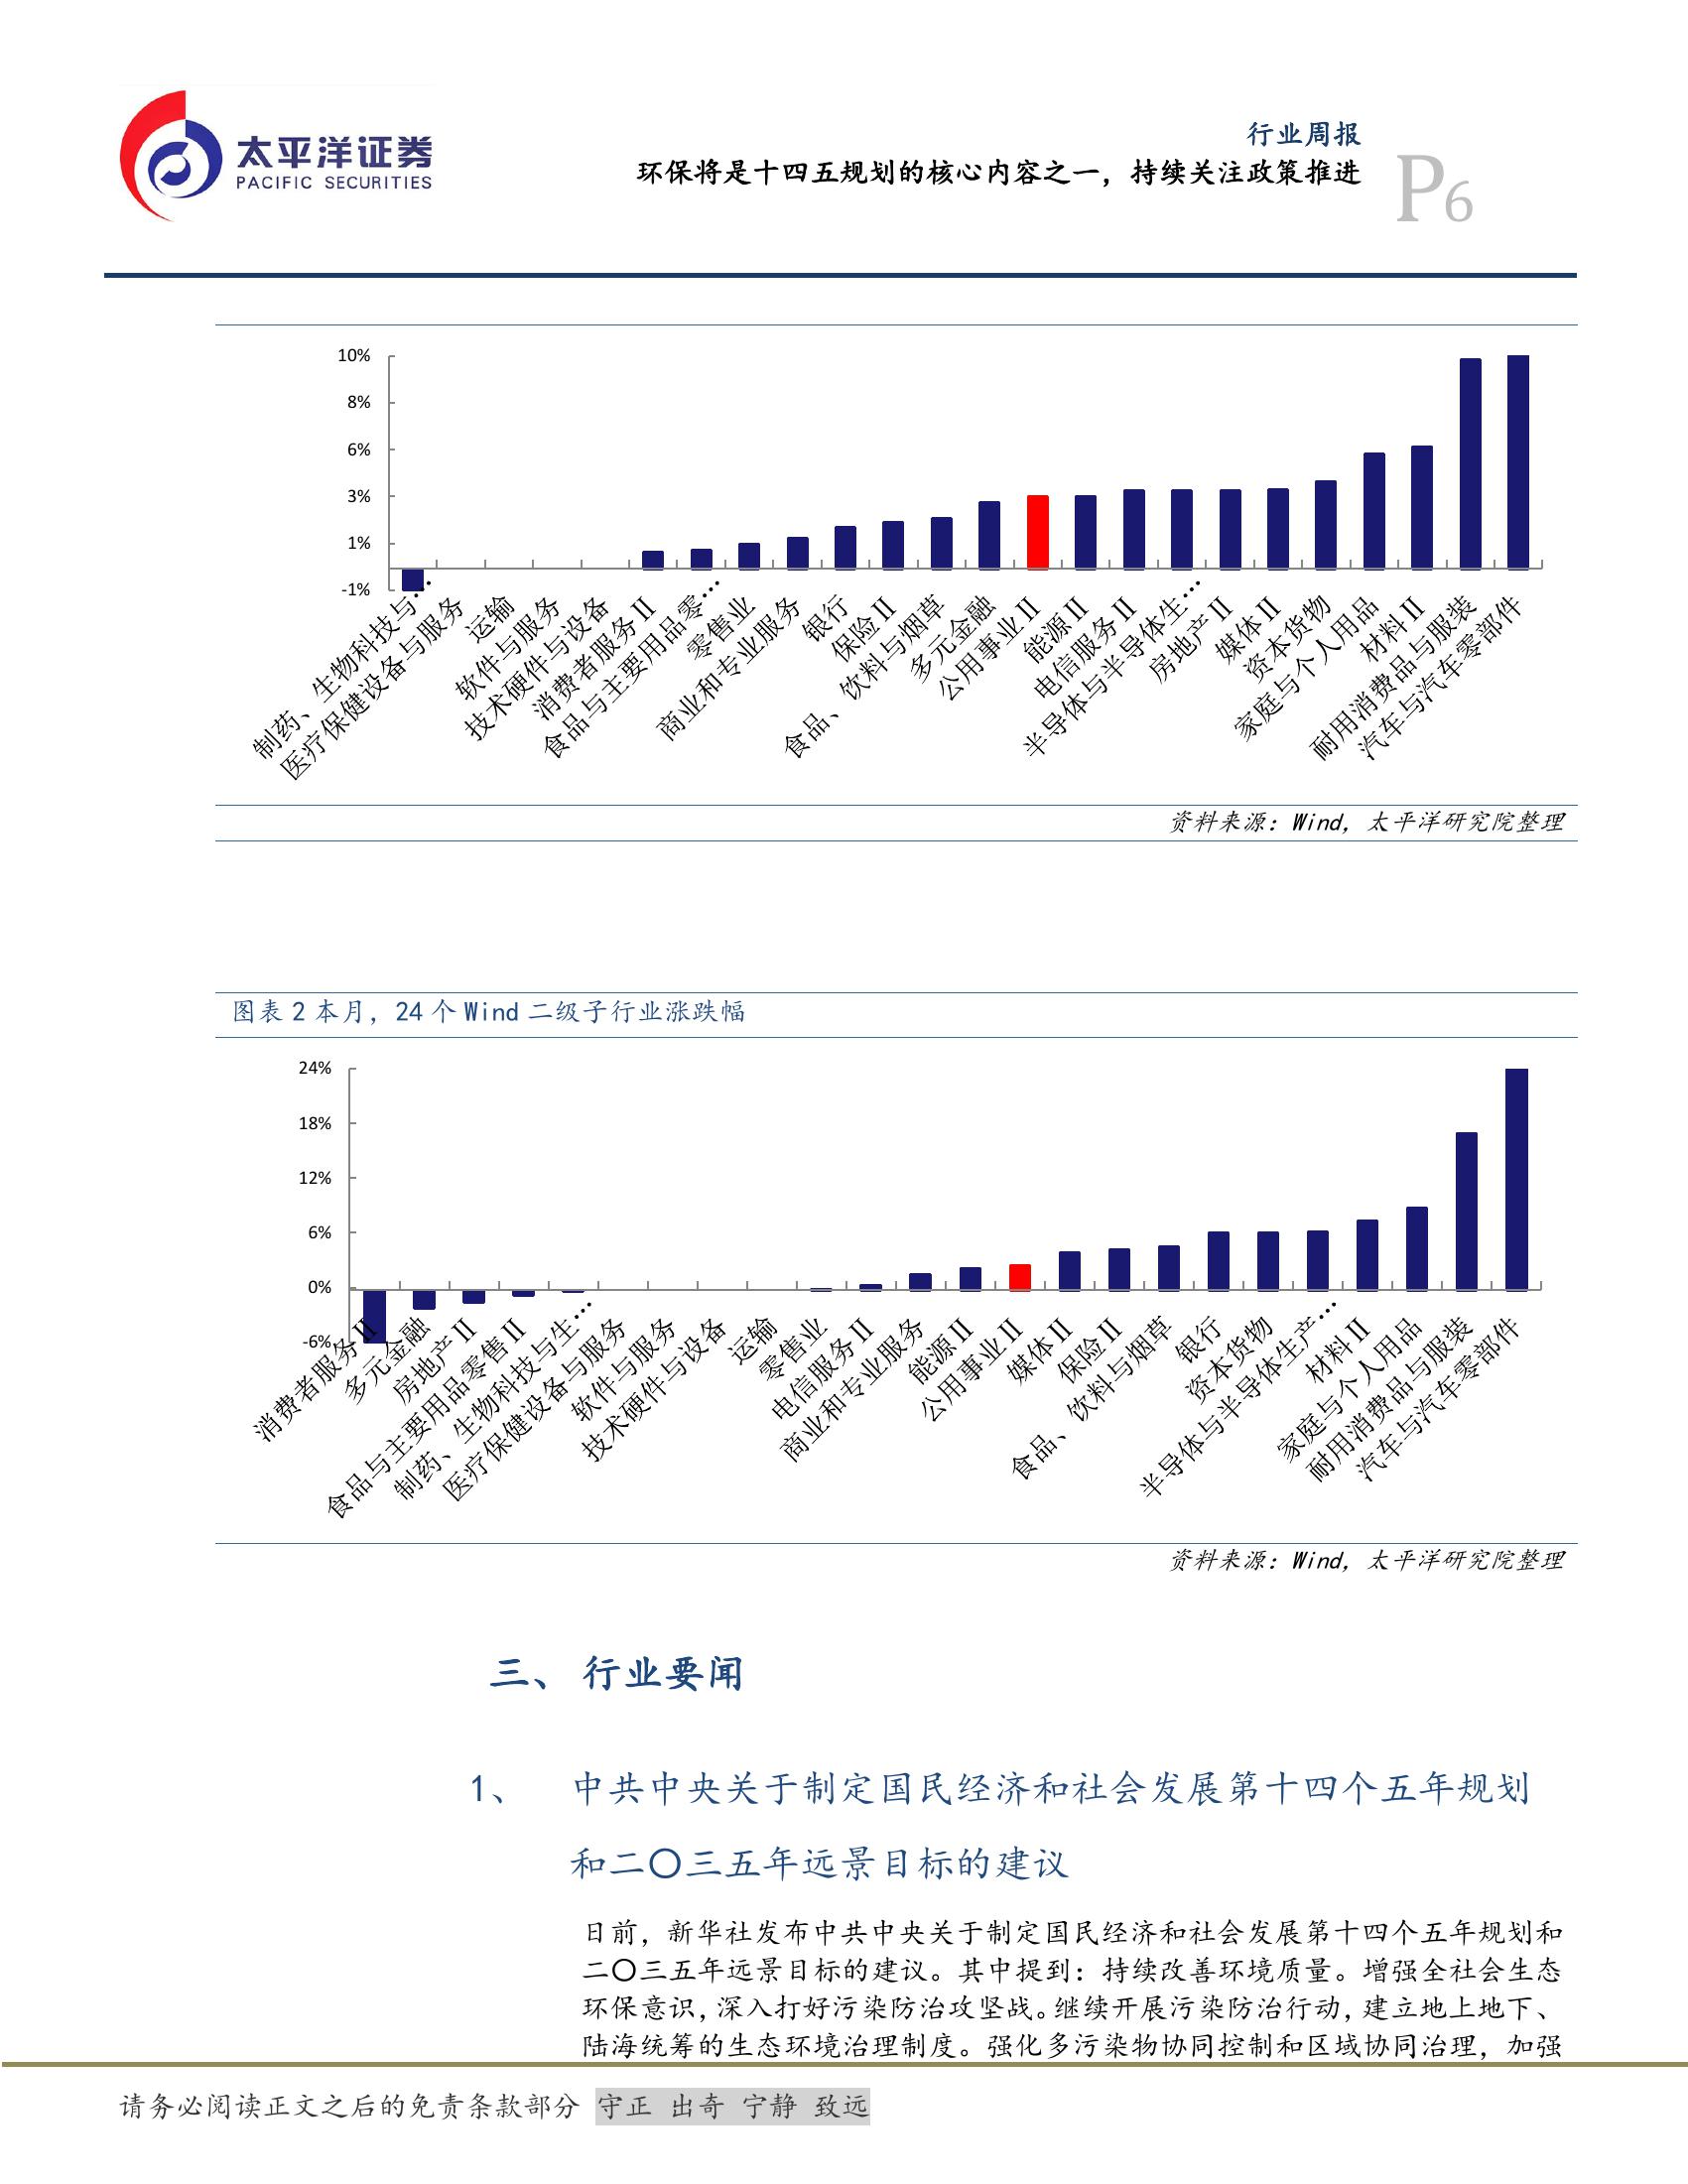 太平洋证券
PACIFIC SECURITIES
行业周报
环保将是十四五规划的核心内容之一，持续关注政策推进
P6
10%
8%
6%
3%
1%
-1%
制药、生物科技与…
医疗保健设备与服务
运输
软件与服务
技术硬件与设备
消费者服务Ⅱ
食品与主要用品零…
零售业
商业和专业服务
银行
保险Ⅱ
食品、饮料与烟草
多元金融
公用事业Ⅱ
能源Ⅱ
电信服务Ⅱ
半导体与半导体生…
房地产Ⅱ
媒体Ⅱ
资本货物
家庭与个人用品
材料Ⅱ
耐用消费品与服装
汽车与汽车零部件
资料来源：Wind，太平洋研究院整理
图表 2 本月，24 个 Wind 二级子行业涨跌幅
24%
18%
12%
6%
0%
-6%
消费者服务Ⅱ
多元金融
房地产Ⅱ
食品与主要用品零售Ⅱ
制药、生物科技与生…
医疗保健设备与服务
软件与服务
技术硬件与设备
运输
零售业
电信服务Ⅱ
商业和专业服务
能源Ⅱ
公用事业Ⅱ
媒体Ⅱ
保险Ⅱ
食品、饮料与烟草
银行
资本货物
半导体与半导体生产…
材料Ⅱ
家庭与个人用品
耐用消费品与服装
汽车与汽车零部件
资料来源：Wind，太平洋研究院整理
三、 行业要闻
1、 中共中央关于制定国民经济和社会发展第十四个五年规划
和二〇三五年远景目标的建议
日前，新华社发布中共中央关于制定国民经济和社会发展第十四个五年规划和
二〇三五年远景目标的建议。其中提到：持续改善环境质量。增强全社会生态
环保意识，深入打好污染防治攻坚战。继续开展污染防治行动，建立地上地下、
陆海统筹的生态环境治理制度。强化多污染物协同控制和区域协同治理，加强
请务必阅读正文之后的免责条款部分 守正 出奇 宁静 致远